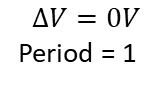 ΔV = 0V
Period = 1